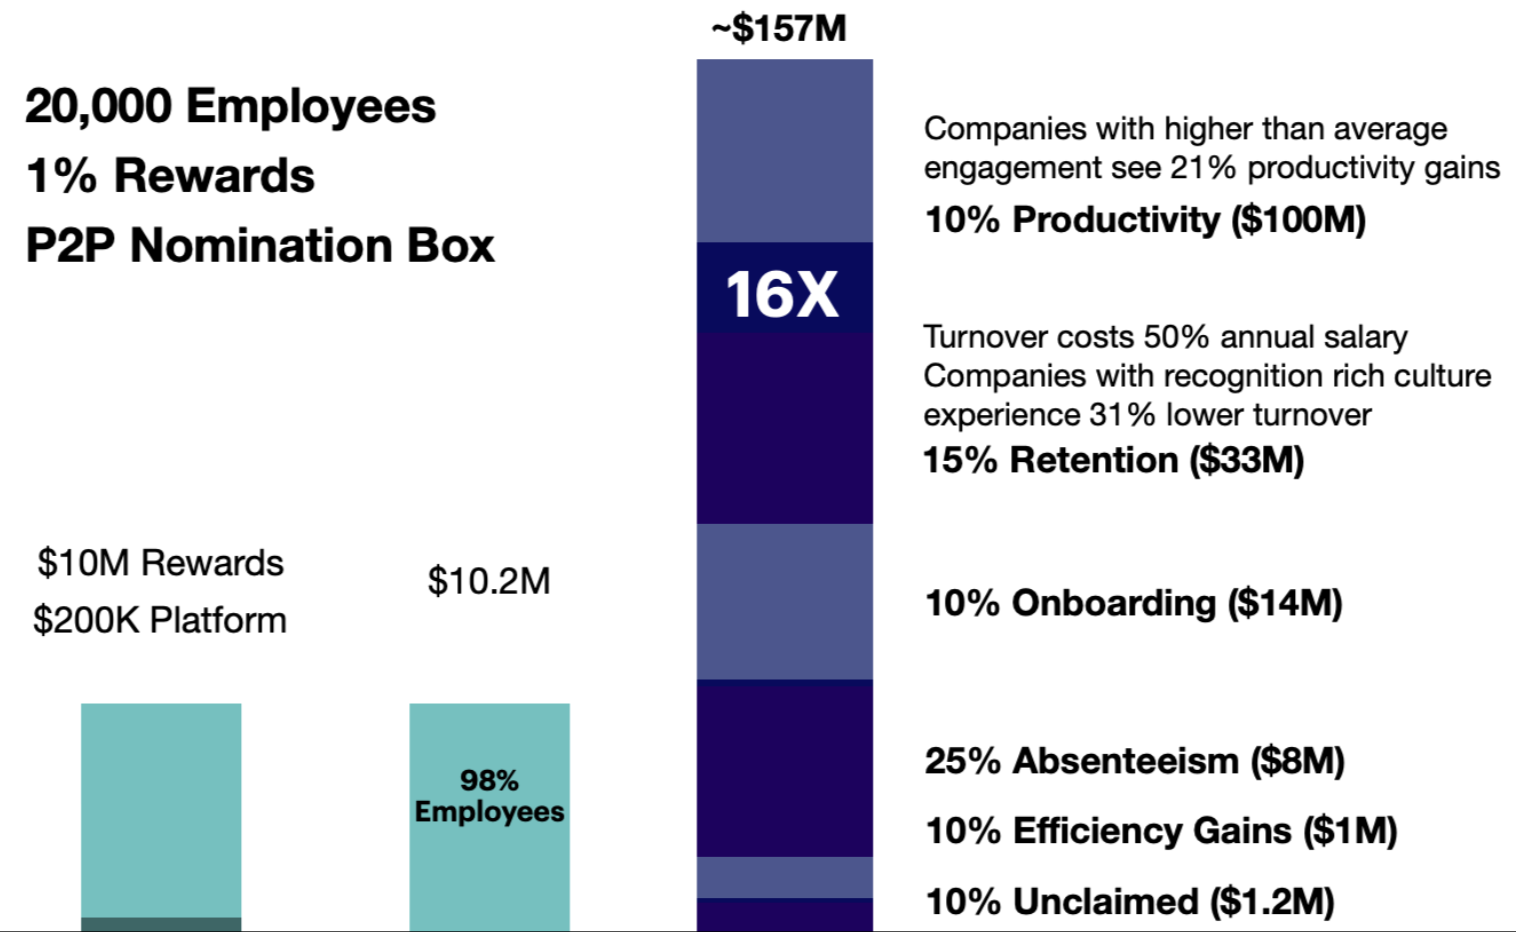 ~$157M
20,000 Employees
1% Rewards
P2P Nomination Box
Companies with higher than average
engagement see 21% productivity gains
10% Productivity ($100M)
16X
Turnover costs 50% annual salary
Companies with recognition rich culture
experience 31% lower turnover
15% Retention ($33M)
$10M Rewards
$200K Platform
$10.2M
10% Onboarding ($14M)
98%
Employees
25% Absenteeism ($8M)
10% Efficiency Gains ($1M)
10% Unclaimed ($1.2M)